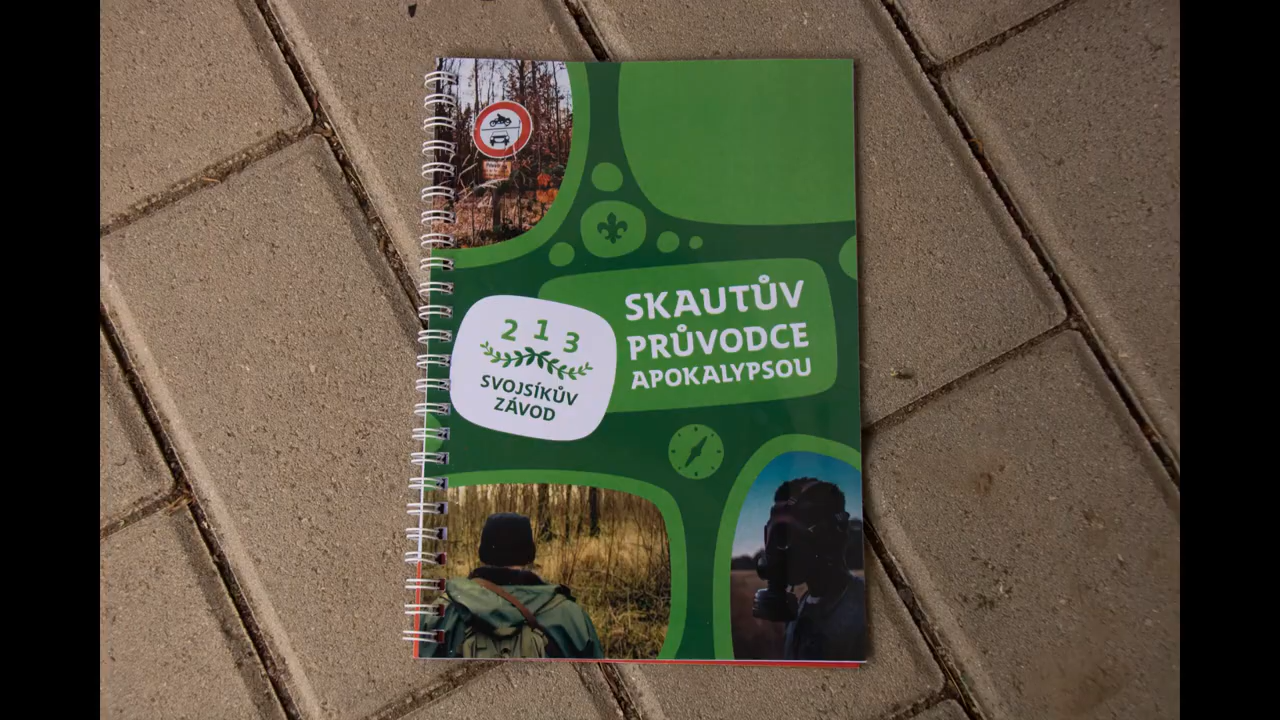 SKAUTŮV
PRŮVODCE
APOKALYPSOU
2 1 3
SVOJSÍKŮV
ZÁVOD